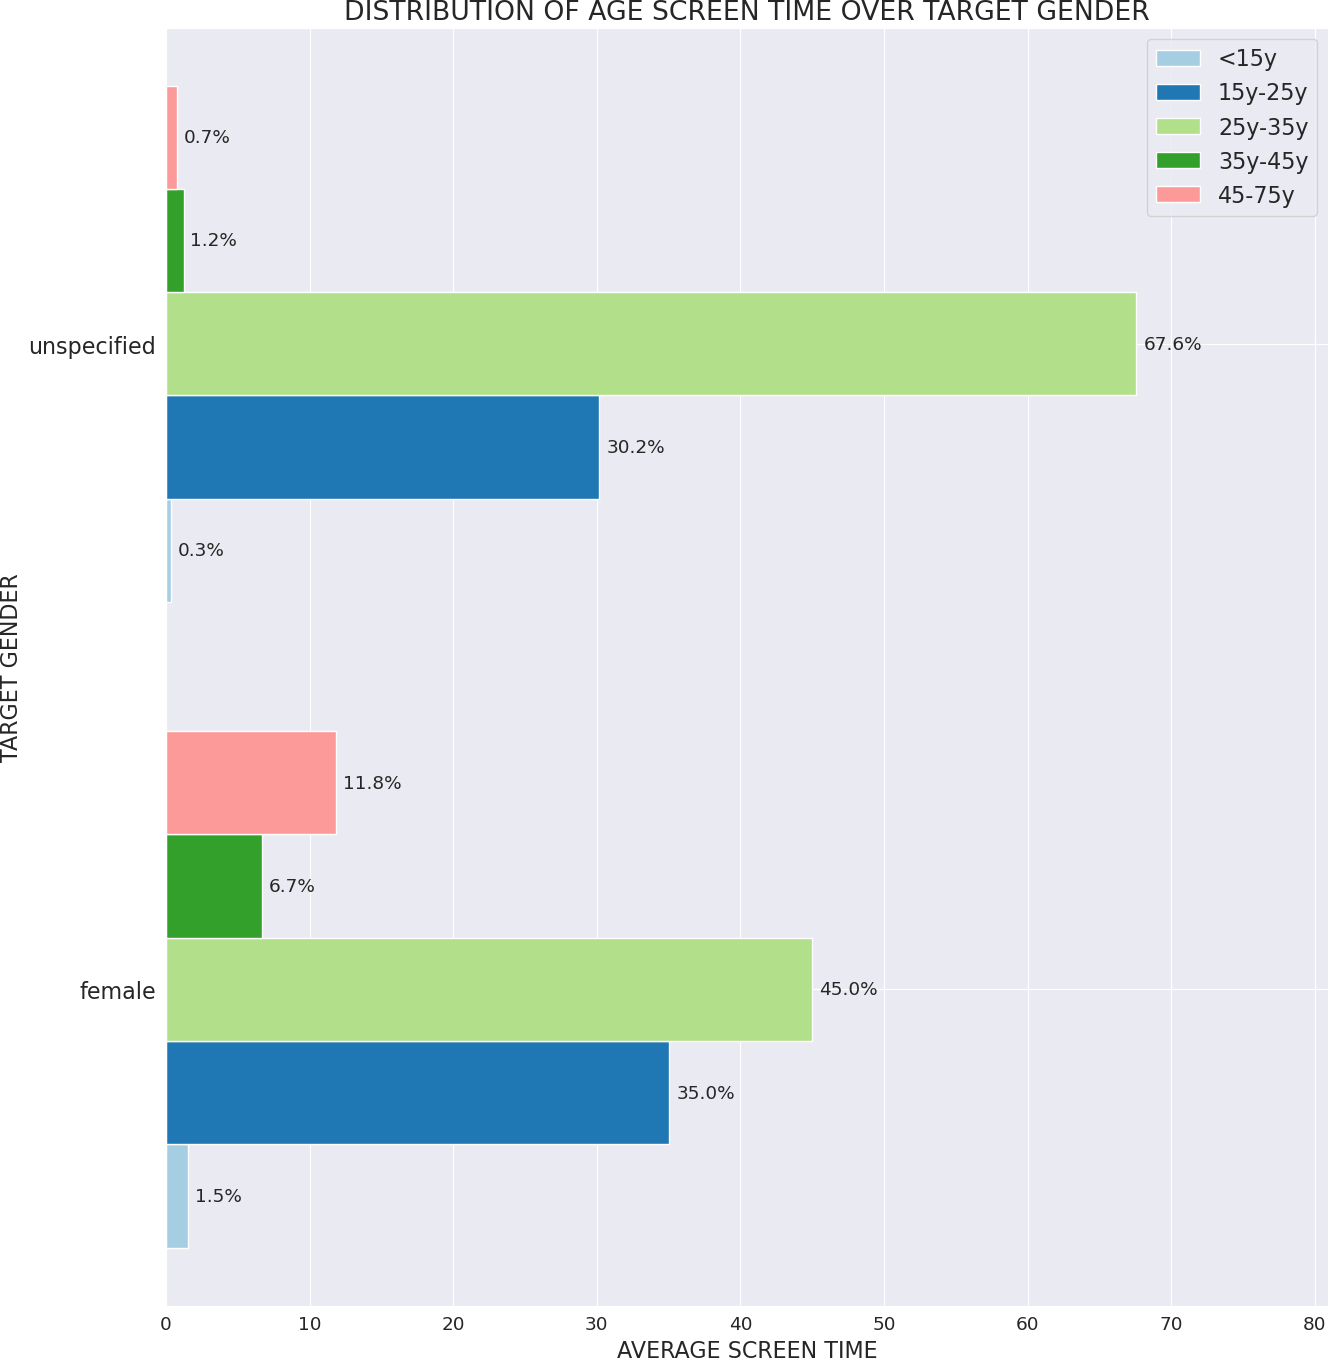 DISTRIBUTION OF AGE SCREEN TIME OVER TARGET GENDER
<15y
15y-25y
25y-35y
35y-45y
45-75y
0.7%
1.2%
67.6%
unspecified
30.2%
0.3%
TARGET GENDER
11.8%
6.7%
45.0%
female
35.0%
1.5%
0 10 20 30 40 50 60 70 80
AVERAGE SCREEN TIME